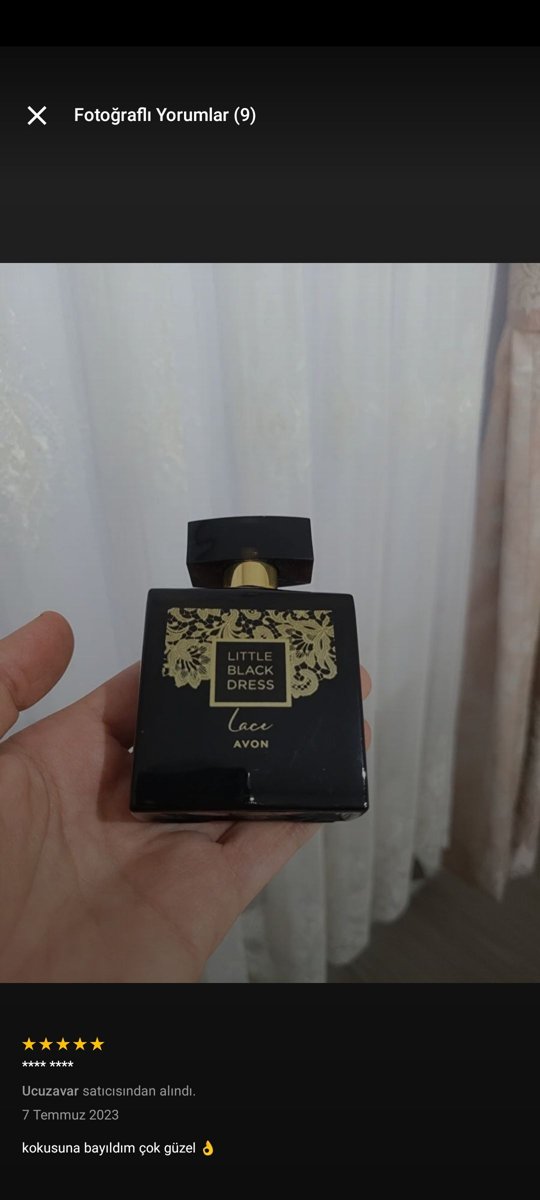 Fotoğraflı Yorumlar (9)
LITTLE
BLACK
DRESS
Lace
AVON
★★★★★
**** ****
Ucuzavar satıcısından alındı.
7 Temmuz 2023
kokusuna bayıldım çok güzel 👌